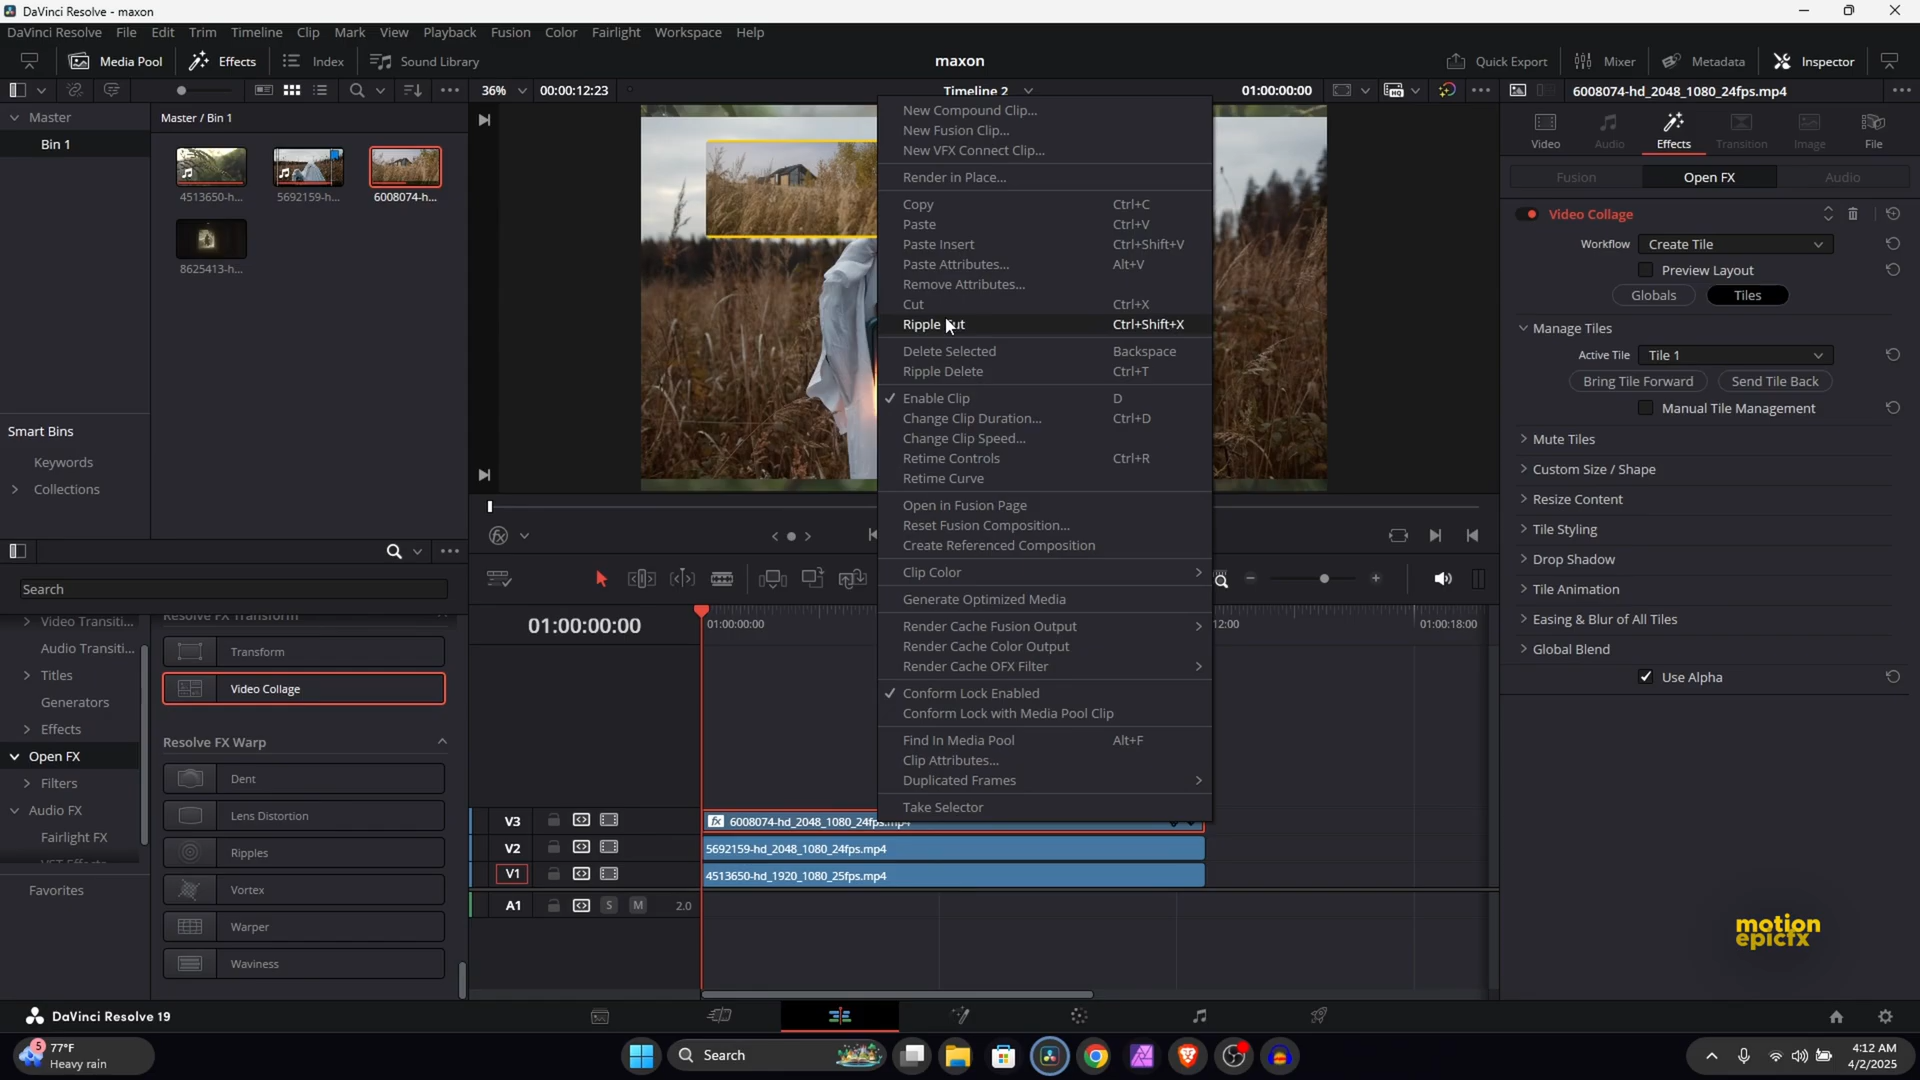 DaVinci Resolve - maxon
DaVinci Resolve File Edit Trim Timeline Clip Mark View Playback Fusion Color Fairlight Workspace Help
Media Pool Effects Index Sound Library
maxon
Quick Export Mixer Metadata Inspector
36% 00:00:12:23
Timeline 2
01:00:00:00
6008074-hd_2048_1080_24fps.mp4
Master
Bin 1
Master / Bin 1
4513650-h...
5692159-h...
6008074-h...
8625413-h...
Smart Bins
Keywords
Collections
New Compound Clip...
New Fusion Clip...
New VFX Connect Clip...
Render in Place...
Copy Ctrl+C
Paste Ctrl+V
Paste Insert Ctrl+Shift+V
Paste Attributes... Alt+V
Remove Attributes...
Cut Ctrl+X
Ripple Cut Ctrl+Shift+X
Delete Selected Backspace
Ripple Delete Ctrl+T
Enable Clip D
Change Clip Duration... Ctrl+D
Change Clip Speed...
Retime Controls Ctrl+R
Retime Curve
Open in Fusion Page
Reset Fusion Composition...
Create Referenced Composition
Clip Color
Generate Optimized Media
Render Cache Fusion Output
Render Cache Color Output
Render Cache OFX Filter
Conform Lock Enabled
Conform Lock with Media Pool Clip
Find In Media Pool Alt+F
Clip Attributes...
Duplicated Frames
Take Selector
Video Audio Effects Transition Image File
Fusion Open FX Audio
Video Collage
Workflow Create Tile
Preview Layout
Globals Tiles
Manage Tiles
Active Tile Tile 1
Bring Tile Forward Send Tile Back
Manual Tile Management
Mute Tiles
Custom Size / Shape
Resize Content
Tile Styling
Drop Shadow
Tile Animation
Easing & Blur of All Tiles
Global Blend
Use Alpha
Search
Video Transiti...
Audio Transiti...
Titles
Generators
Effects
Open FX
Filters
Audio FX
Fairlight FX
Favorites
Resolve FX Transform
Transform
Video Collage
Resolve FX Warp
Dent
Lens Distortion
Ripples
Vortex
Warper
Waviness
01:00:00:00
01:00:00:00
12:00
01:00:18:00
V3 fx 6008074-hd_2048_1080_24fps.mp4
V2 5692159-hd_2048_1080_24fps.mp4
V1 4513650-hd_1920_1080_25fps.mp4
A1 S M 2.0
motion
epicfx
DaVinci Resolve 19
5
77°F
Heavy rain
Search
4:12 AM
4/2/2025